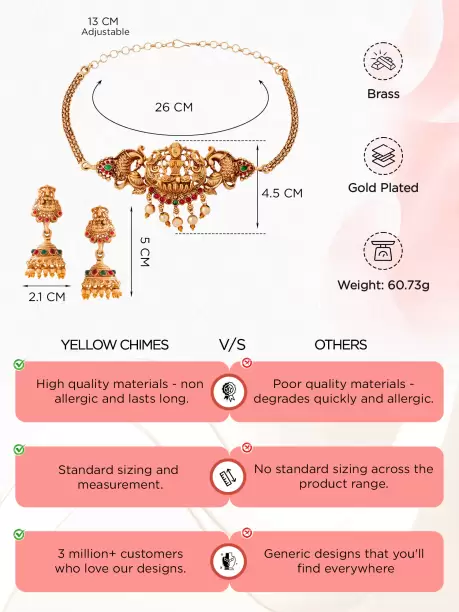 13 CM
Adjustable
26 CM
Brass
4.5 CM
Gold Plated
5 CM
2.1 CM
Weight: 60.73g
YELLOW CHIMES V/S OTHERS
High quality materials - non
allergic and lasts long.
Poor quality materials -
degrades quickly and allergic.
Standard sizing and
measurement.
No standard sizing across the
product range.
3 million+ customers
who love our designs.
Generic designs that you'll
find everywhere